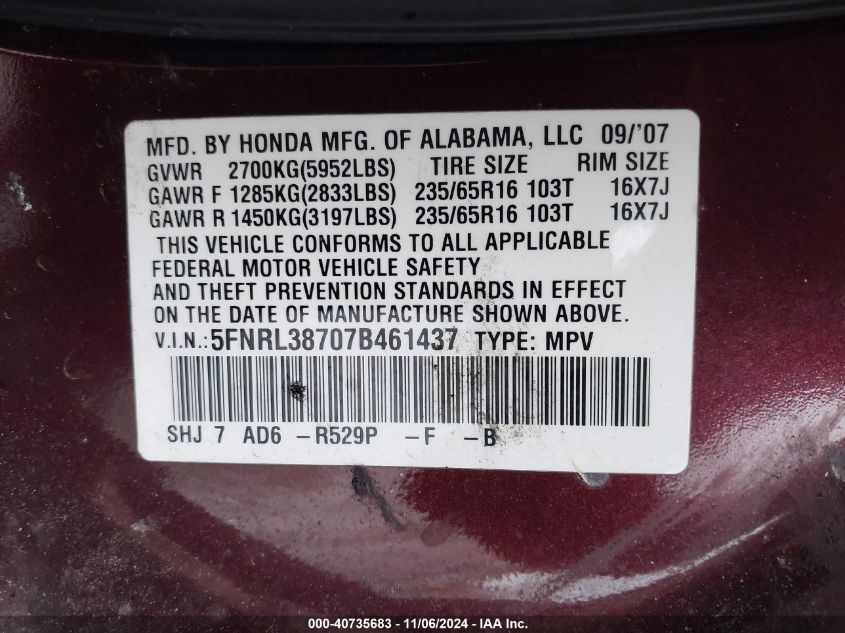 MFD. BY HONDA MFG. OF ALABAMA, LLC 09/'07
GVWR 2700KG(5952LBS) TIRE SIZE RIM SIZE
GAWR F 1285KG(2833LBS) 235/65R16 103T 16X7J
GAWR R 1450KG(3197LBS) 235/65R16 103T 16X7J
THIS VEHICLE CONFORMS TO ALL APPLICABLE
FEDERAL MOTOR VEHICLE SAFETY
AND THEFT PREVENTION STANDARDS IN EFFECT
ON THE DATE OF MANUFACTURE SHOWN ABOVE.
V.I.N.: 5FNRL38707B461437 TYPE: MPV
SHJ 7 AD6 -R529P -F -B
000-40735683 - 11/06/2024 - IAA Inc.